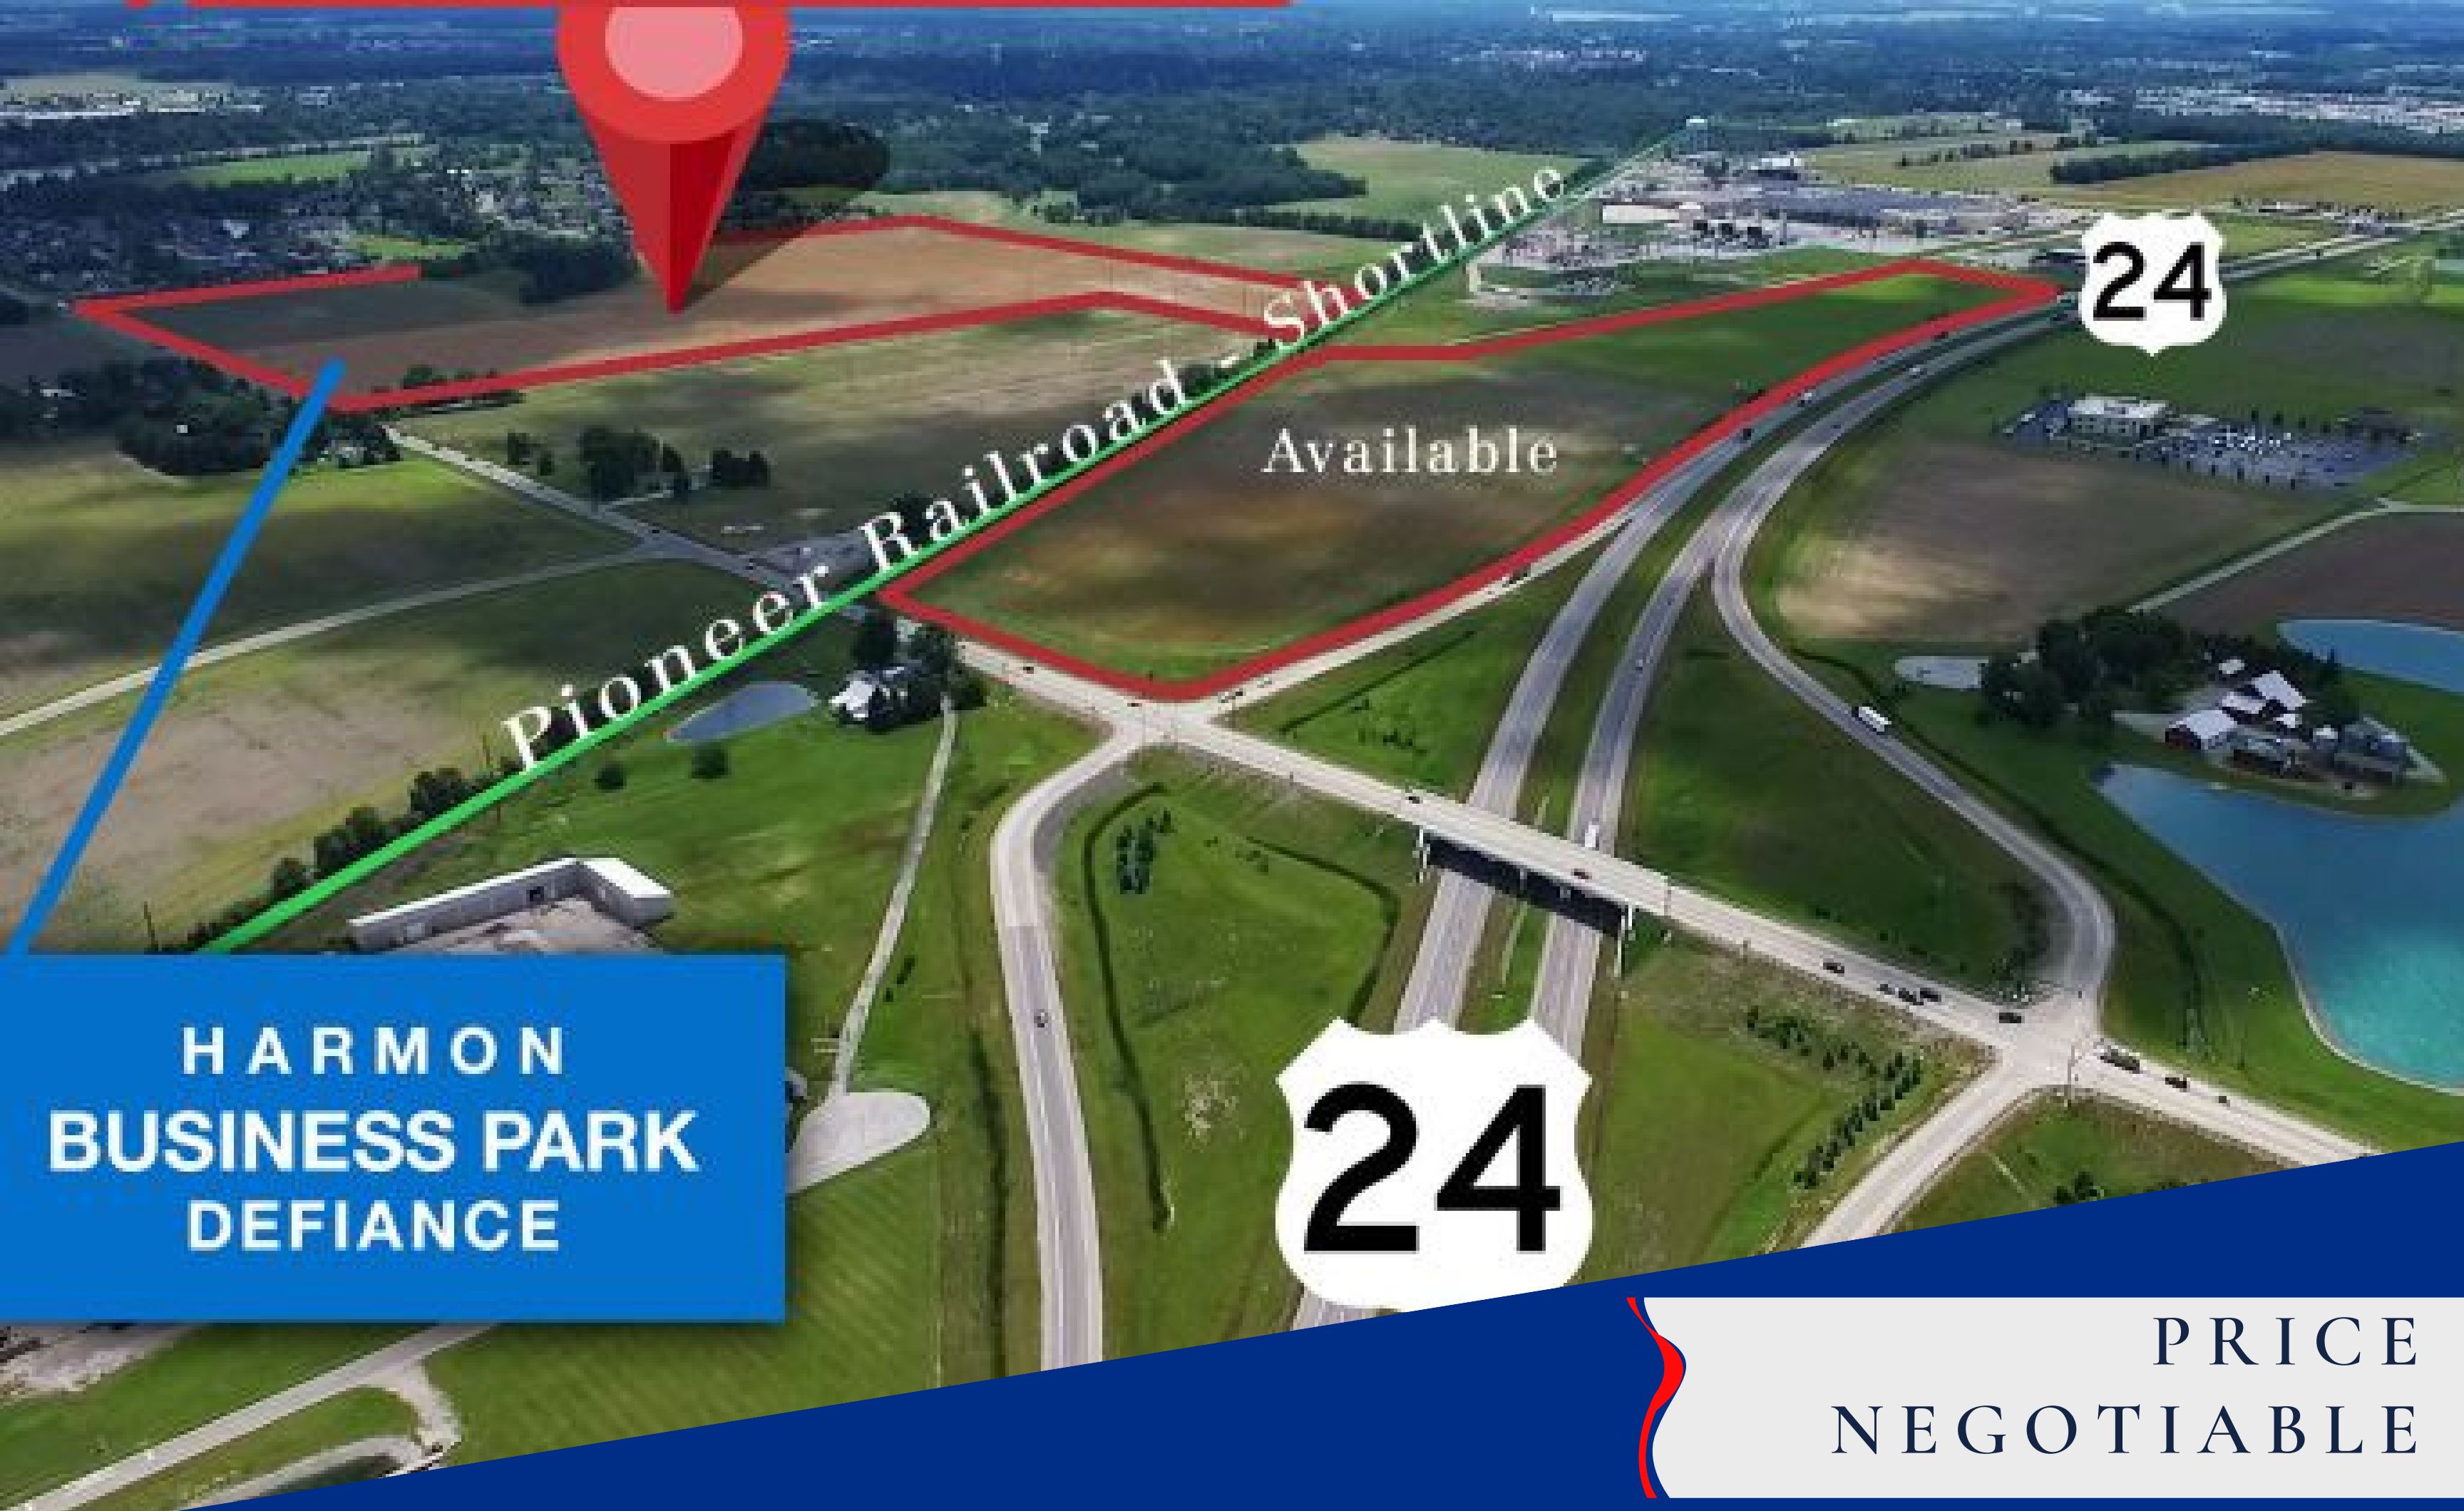 24
Pioneer Railroad - Shortline
Available
HARMON
BUSINESS PARK
DEFIANCE
24
PRICE
NEGOTIABLE